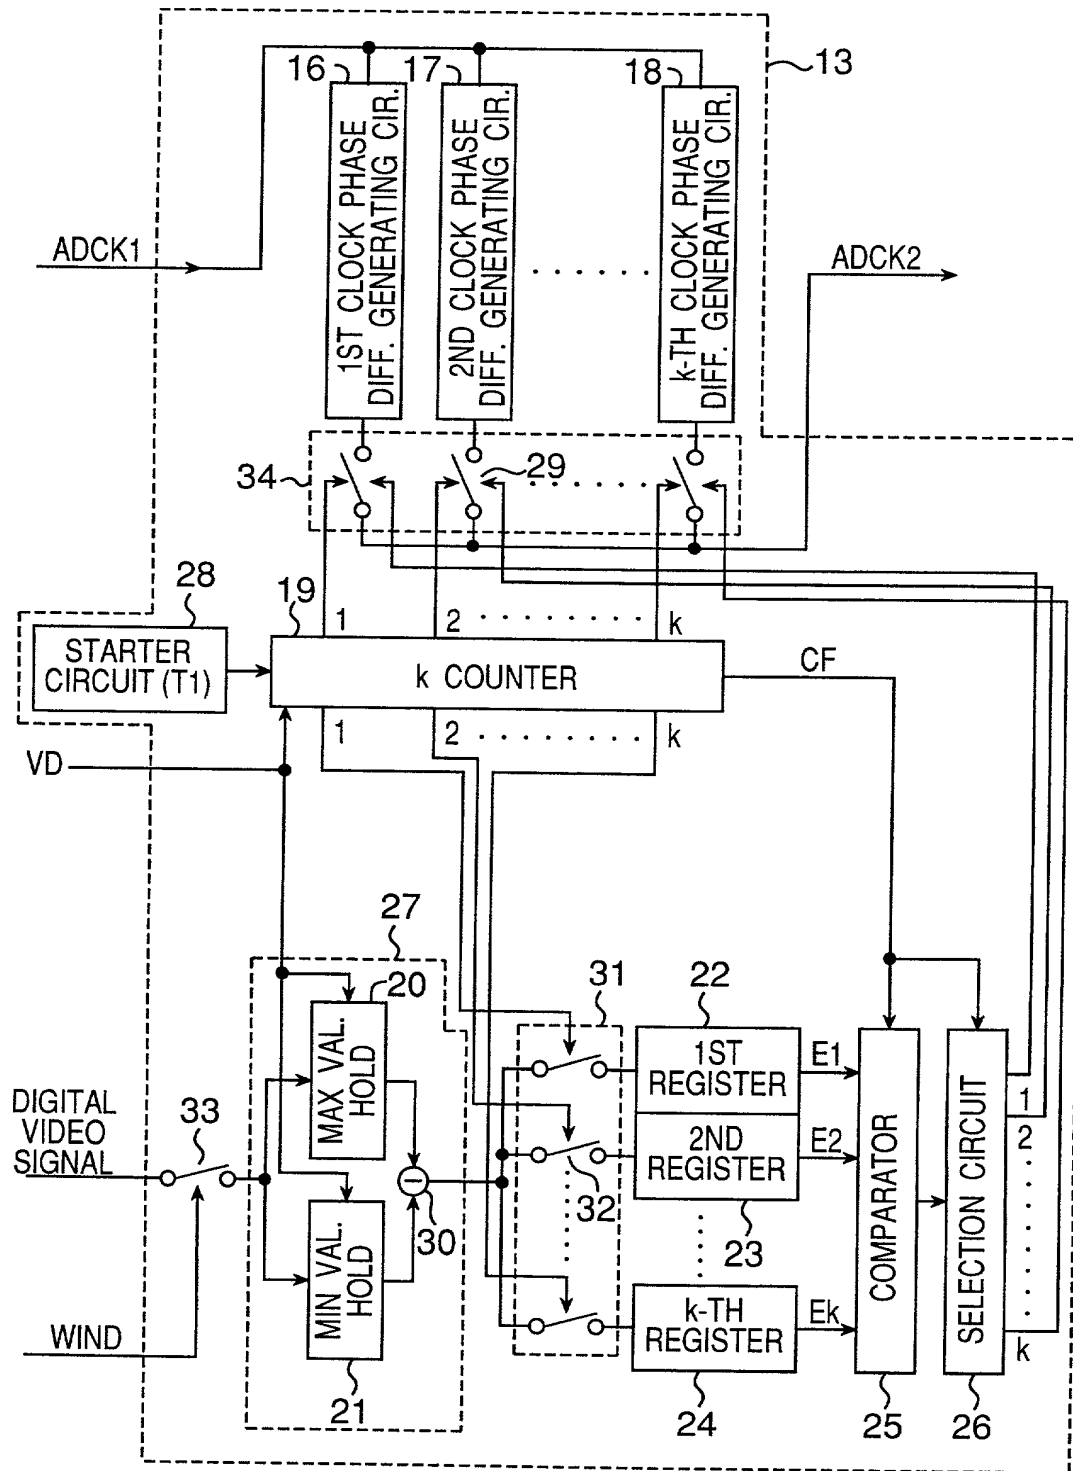 16
17
18
13
1ST CLOCK PHASE
DIFF. GENERATING CIR.
2ND CLOCK PHASE
DIFF. GENERATING CIR.
k-TH CLOCK PHASE
DIFF. GENERATING CIR.
ADCK1
ADCK2
34
29
28
19
1
2
k
STARTER
CIRCUIT (T1)
k COUNTER
CF
1
2
k
VD
27
20
MAX VAL.
HOLD
31
22
1ST
REGISTER
E1
DIGITAL
VIDEO
SIGNAL
33
30
32
2ND
REGISTER
E2
23
COMPARATOR
SELECTION CIRCUIT
1
2
k
MIN VAL.
HOLD
21
WIND
k-TH
REGISTER
Ek
24
25
26